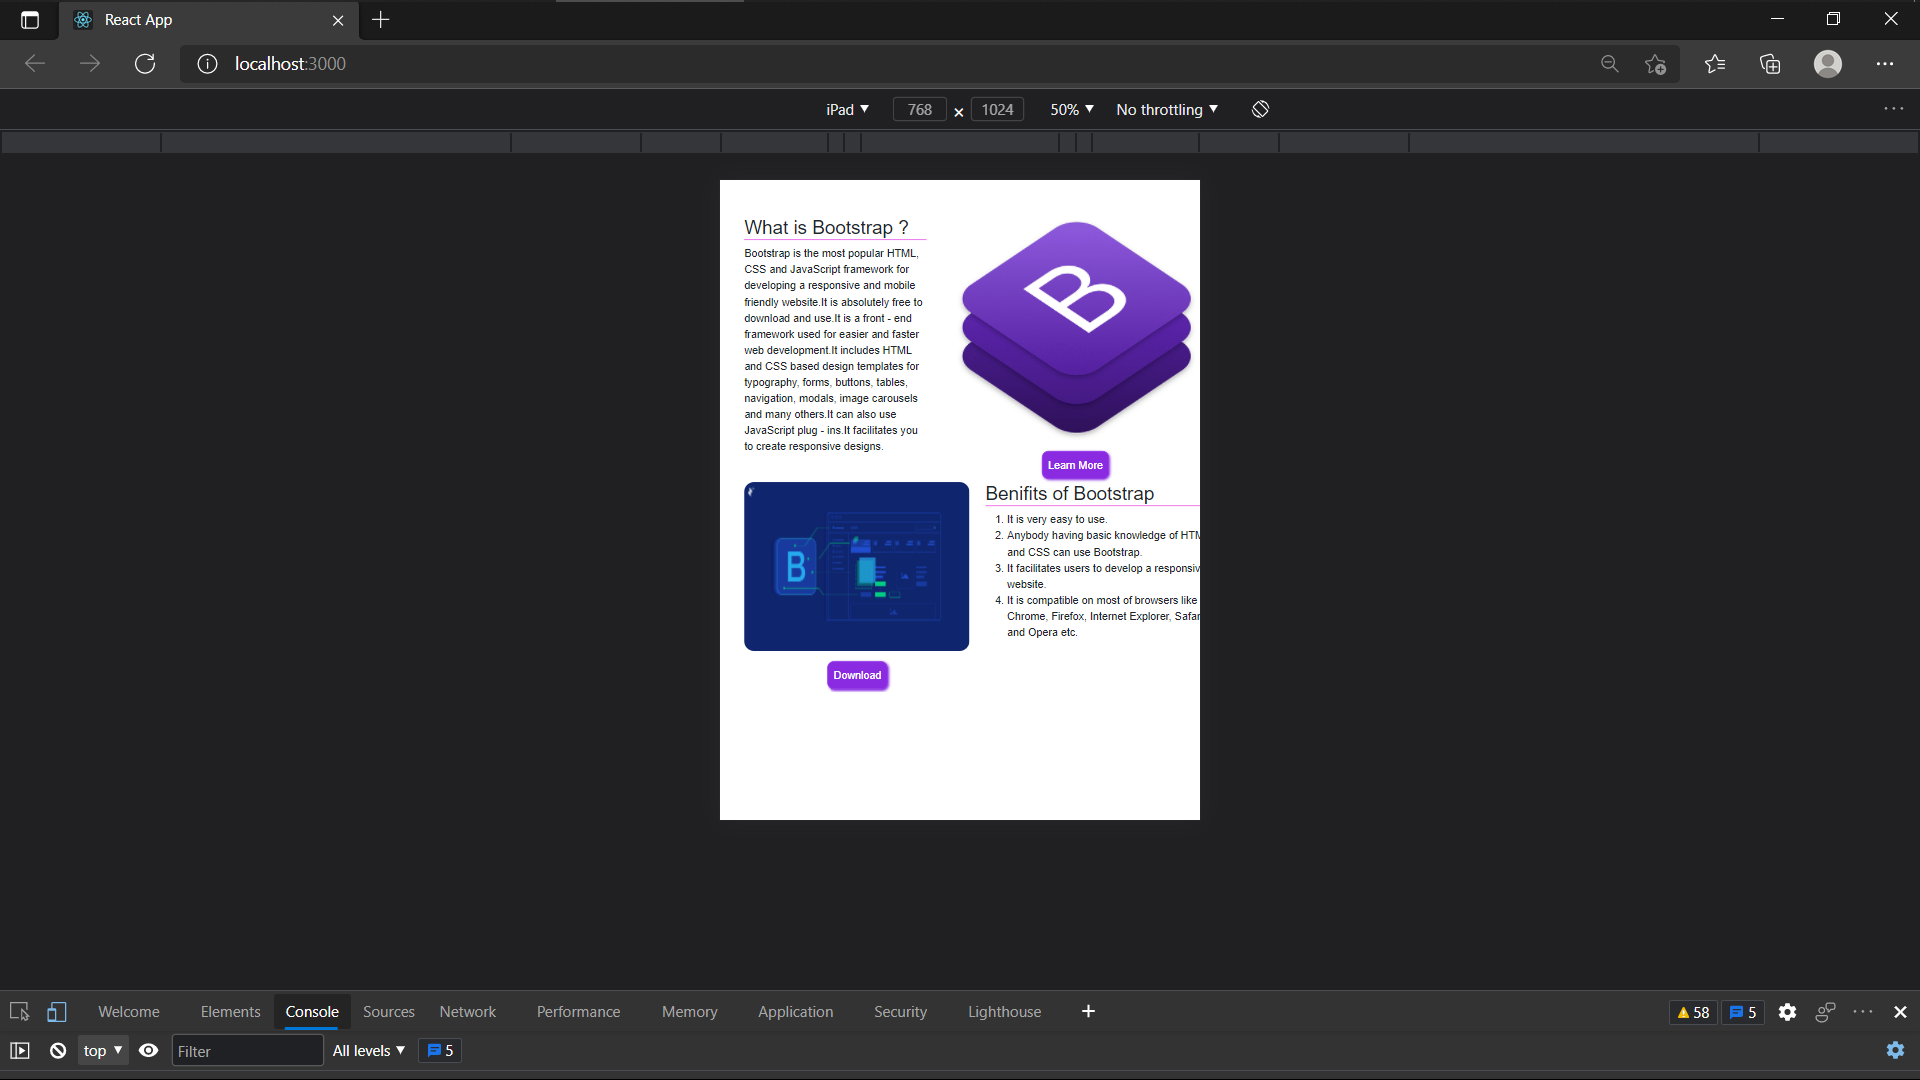 React App
localhost:3000
iPad 768 × 1024 50% No throttling
What is Bootstrap ?
Bootstrap is the most popular HTML,
CSS and JavaScript framework for
developing a responsive and mobile
friendly website.It is absolutely free to
download and use.It is a front - end
framework used for easier and faster
web development.It includes HTML
and CSS based design templates for
typography, forms, buttons, tables,
navigation, modals, image carousels
and many others.It can also use
JavaScript plug - ins.It facilitates you
to create responsive designs.
B
Learn More
B
Download
Benifits of Bootstrap
1. It is very easy to use.
2. Anybody having basic knowledge of HTM
and CSS can use Bootstrap.
3. It facilitates users to develop a responsiv
website.
4. It is compatible on most of browsers like
Chrome, Firefox, Internet Explorer, Safar
and Opera etc.
Welcome Elements Console Sources Network Performance Memory Application Security Lighthouse 58 5
top Filter All levels 5